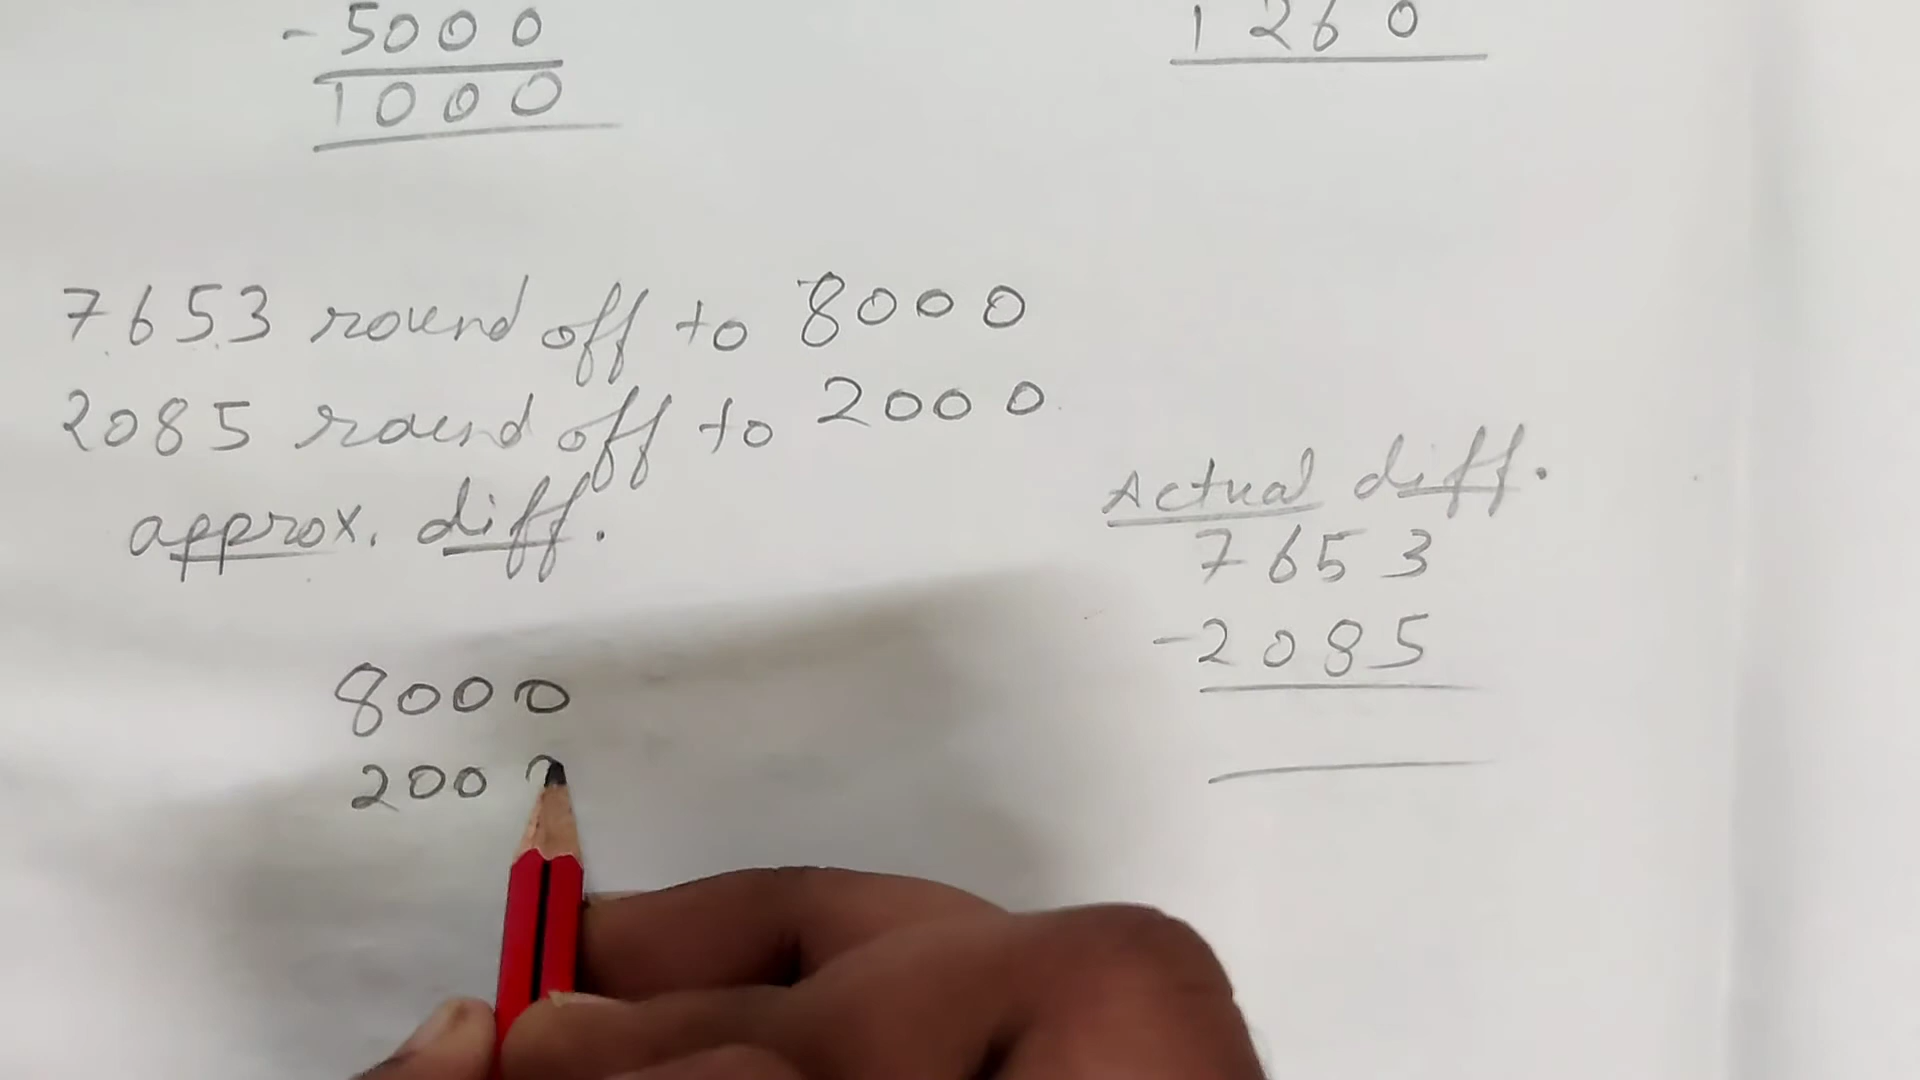 - 5000
1000
1260
7653 round off to 8000
2085 round off to 2000
approx. diff.
8000
200
Actual diff.
7653
-2085